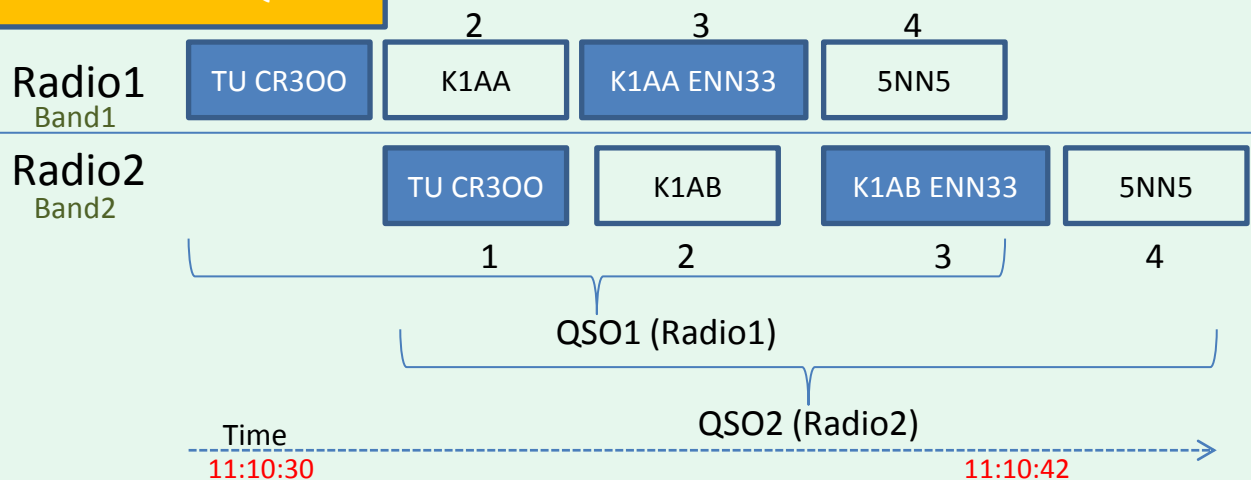 2 3 4
Radio1 TU CR3OO K1AA K1AA ENN33 5NN5
Band1
Radio2 TU CR3OO K1AB K1AB ENN33 5NN5
Band2
1 2 3 4
QSO1 (Radio1)
QSO2 (Radio2)
Time
11:10:30 11:10:42